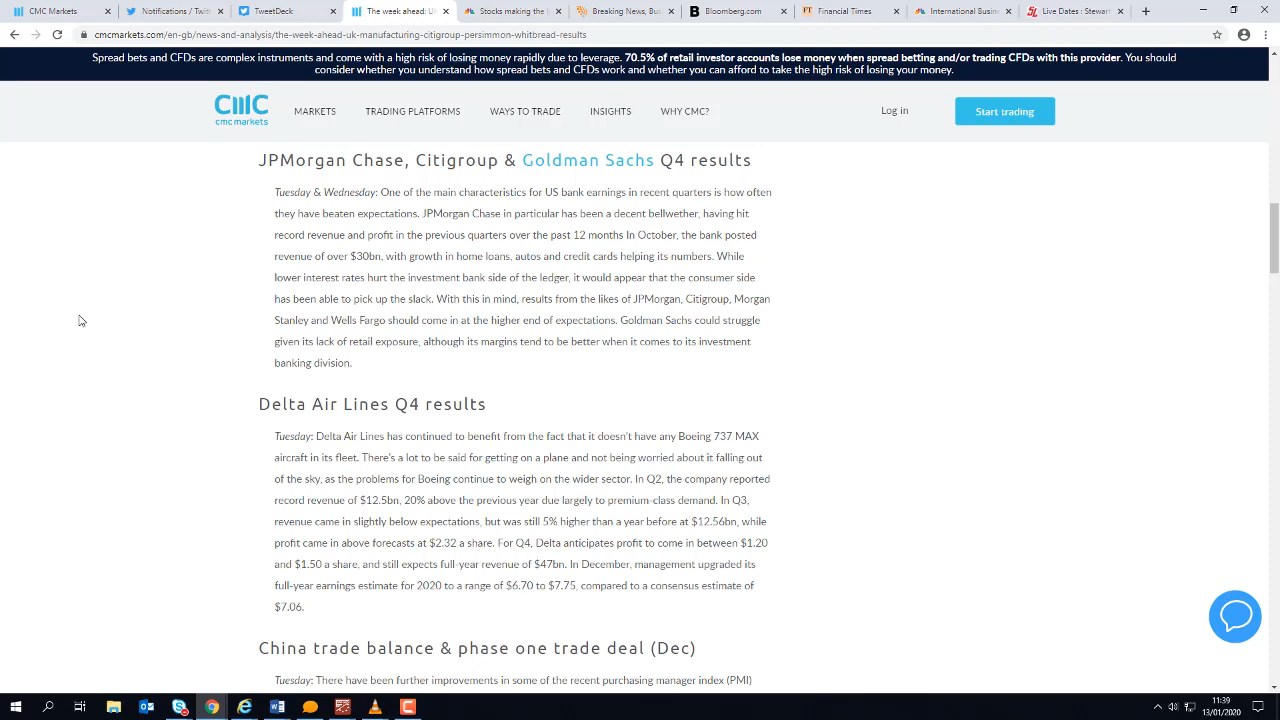 CMC Markets
Notifications / Twitt
TweetDeck
The week ahead: U
Stocks making the
Breaking News, Bus
Bloomberg.com
Financial Times
International Busin
Live Dates : Stewart
cmcmarkets.com/en-gb/news-and-analysis/the-week-ahead-uk-manufacturing-citigroup-persimmon-whitbread-results
Spread bets and CFDs are complex instruments and come with a high risk of losing money rapidly due to leverage. 70.5% of retail investor accounts lose money when spread betting and/or trading CFDs with this provider. You should
consider whether you understand how spread bets and CFDs work and whether you can afford to take the high risk of losing your money.
cmc markets
MARKETS
TRADING PLATFORMS
WAYS TO TRADE
INSIGHTS
WHY CMC?
Log in
Start trading
JPMorgan Chase, Citigroup & Goldman Sachs Q4 results
Tuesday & Wednesday: One of the main characteristics for US bank earnings in recent quarters is how often
they have beaten expectations. JPMorgan Chase in particular has been a decent bellwether, having hit
record revenue and profit in the previous quarters over the past 12 months In October, the bank posted
revenue of over $30bn, with growth in home loans, autos and credit cards helping its numbers. While
lower interest rates hurt the investment bank side of the ledger, it would appear that the consumer side
has been able to pick up the slack. With this in mind, results from the likes of JPMorgan, Citigroup, Morgan
Stanley and Wells Fargo should come in at the higher end of expectations. Goldman Sachs could struggle
given its lack of retail exposure, although its margins tend to be better when it comes to its investment
banking division.
Delta Air Lines Q4 results
Tuesday: Delta Air Lines has continued to benefit from the fact that it doesn't have any Boeing 737 MAX
aircraft in its fleet. There's a lot to be said for getting on a plane and not being worried about it falling out
of the sky, as the problems for Boeing continue to weigh on the wider sector. In Q2, the company reported
record revenue of $12.5bn, 20% above the previous year due largely to premium-class demand. In Q3,
revenue came in slightly below expectations, but was still 5% higher than a year before at $12.56bn, while
profit came in above forecasts at $2.32 a share. For Q4, Delta anticipates profit to come in between $1.20
and $1.50 a share, and still expects full-year revenue of $47bn. In December, management upgraded its
full-year earnings estimate for 2020 to a range of $6.70 to $7.75, compared to a consensus estimate of
$7.06.
China trade balance & phase one trade deal (Dec)
Tuesday: There have been further improvements in some of the recent purchasing manager index (PMI)
11:39
13/01/2020